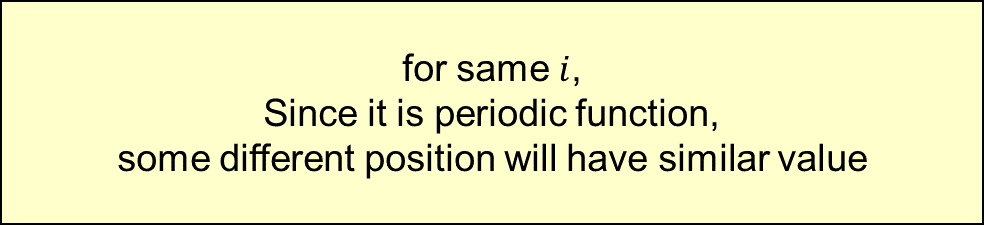 for same 𝑖,
Since it is periodic function,
some different position will have similar value